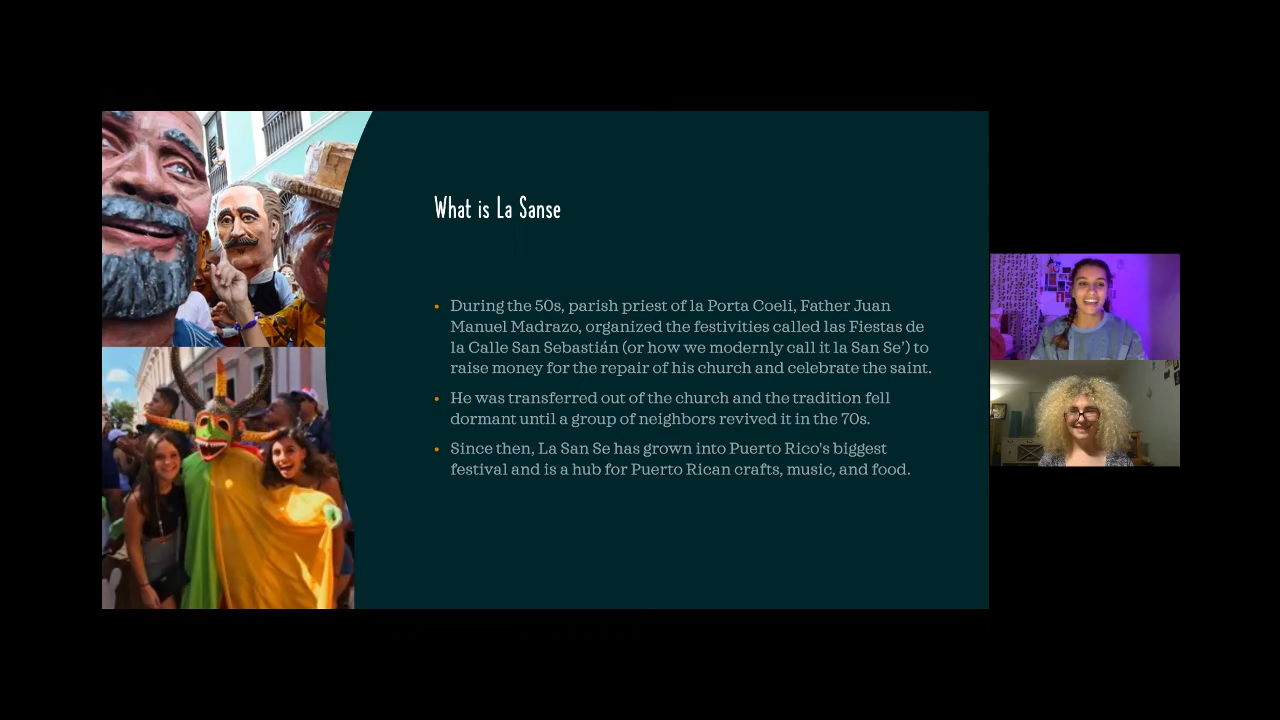 What is La Sanse
• During the 50s, parish priest of la Porta Coeli, Father Juan
Manuel Madrazo, organized the festivities called las Fiestas de
la Calle San Sebastián (or how we modernly call it la San Se’) to
raise money for the repair of his church and celebrate the saint.
• He was transferred out of the church and the tradition fell
dormant until a group of neighbors revived it in the 70s.
• Since then, La San Se has grown into Puerto Rico's biggest
festival and is a hub for Puerto Rican crafts, music, and food.